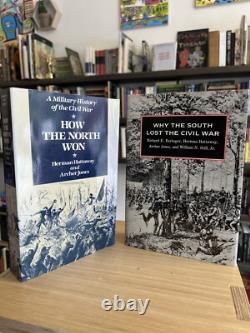 A Military History
of the Civil War
HOW
THE NORTH
WON
Herman Hattaway
and
Archer Jones
WHY THE SOUTH
LOST THE CIVIL WAR
Richard E. Beringer, Herman Hattaway,
Archer Jones, and William N. Still, Jr.